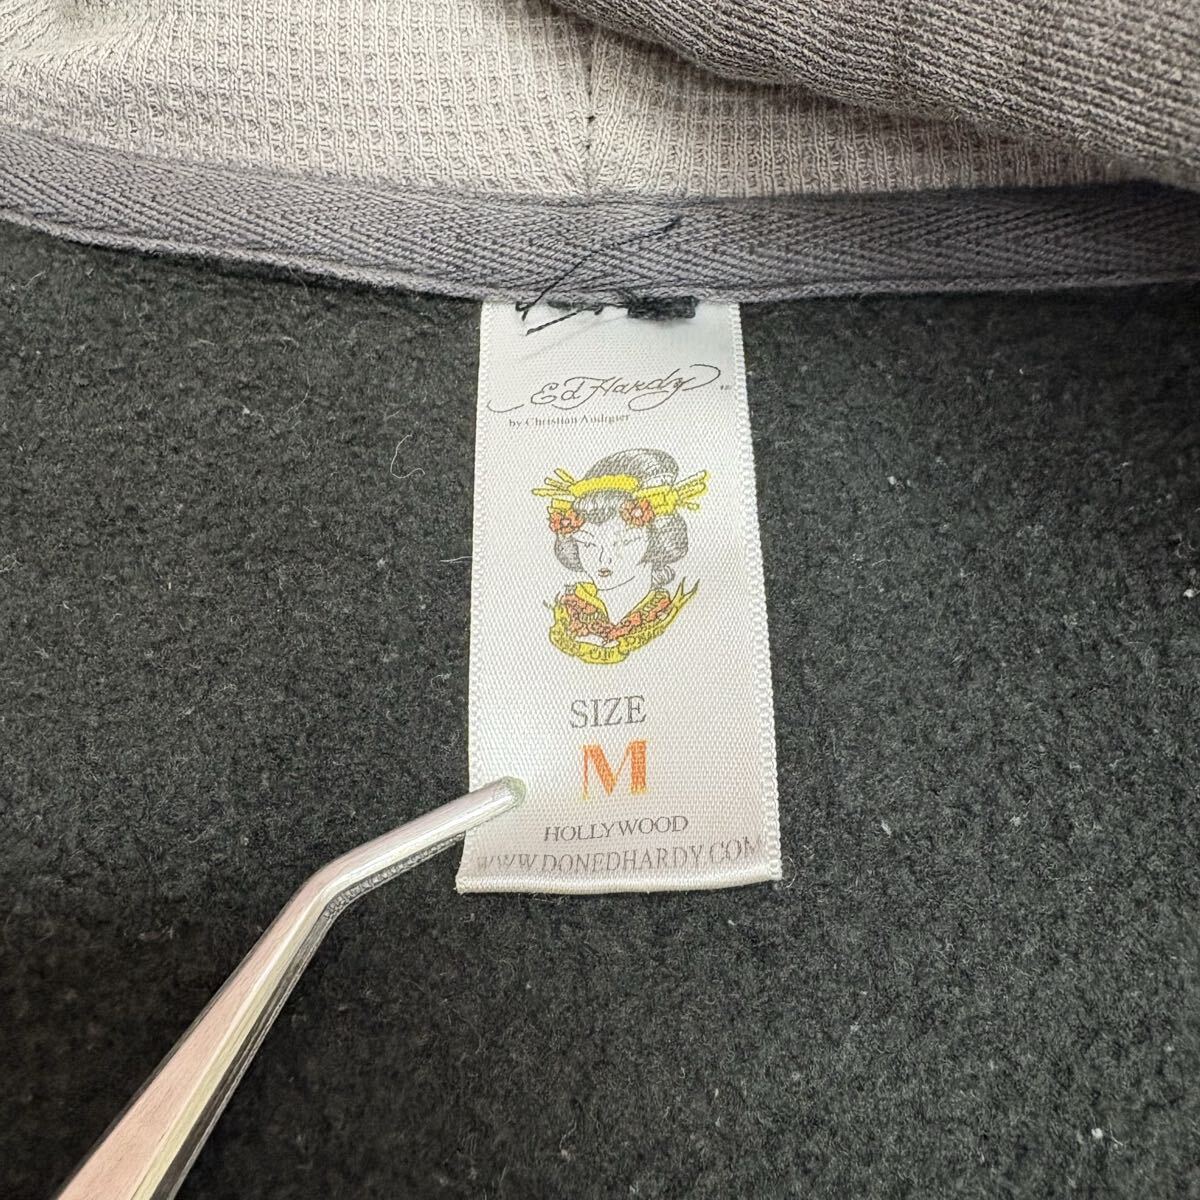 Ed Hardy
by Christian Audigier
SIZE
M
HOLLYWOOD
WWW.DONEDHARDY.COM